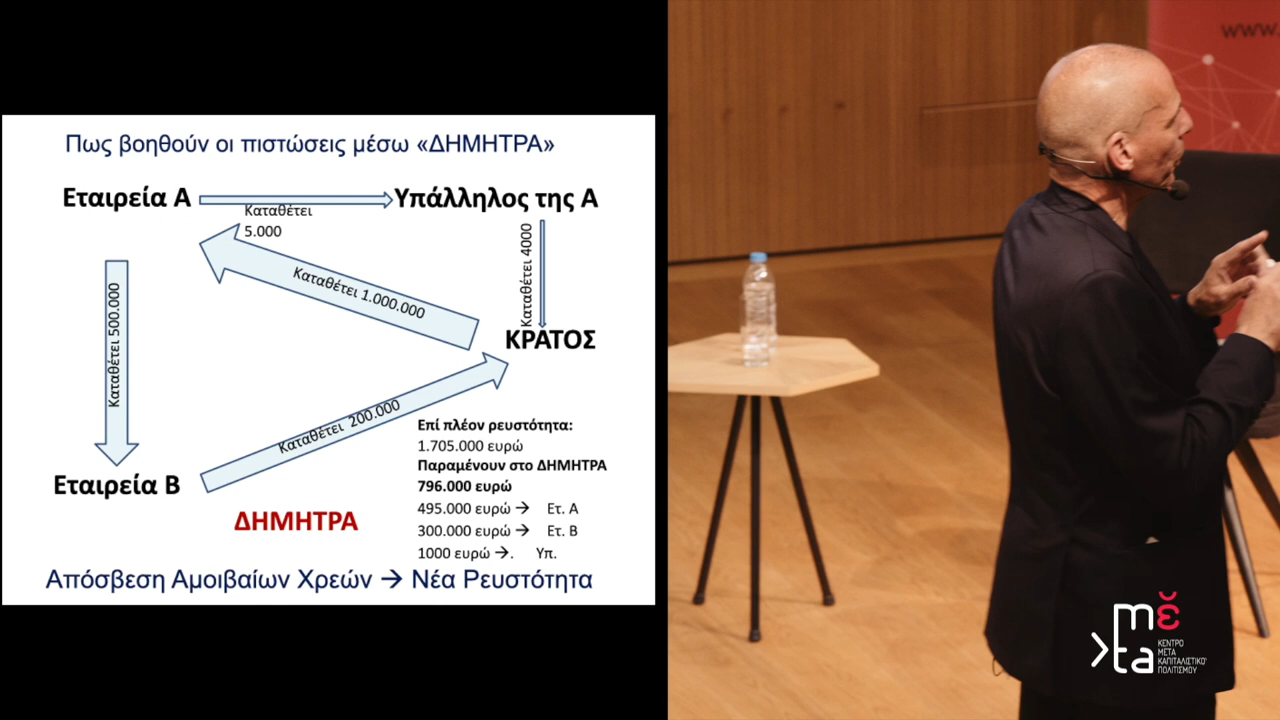 Πως βοηθούν οι πιστώσεις μέσω «ΔΗΜΗΤΡΑ»
Εταιρεία Α
Υπάλληλος της Α
Καταθέτει
5.000
Καταθέτει 4000
Καταθέτει 1.000.000
Καταθέτει 500.000
ΚΡΑΤΟΣ
Καταθέτει 200.000
Εταιρεία Β
ΔΗΜΗΤΡΑ
Επί πλέον ρευστότητα:
1.705.000 ευρώ
Παραμένουν στο ΔΗΜΗΤΡΑ
796.000 ευρώ
495.000 ευρώ → Ετ. Α
300.000 ευρώ → Ετ. Β
1000 ευρώ →. Υπ.
Απόσβεση Αμοιβαίων Χρεών → Νέα Ρευστότητα
www.
mέ
ta
ΚΕΝΤΡΟ
ΜΕΤΑ
ΚΑΠΙΤΑΛΙΣΤΙΚΟΥ
ΠΟΛΙΤΙΣΜΟΥ